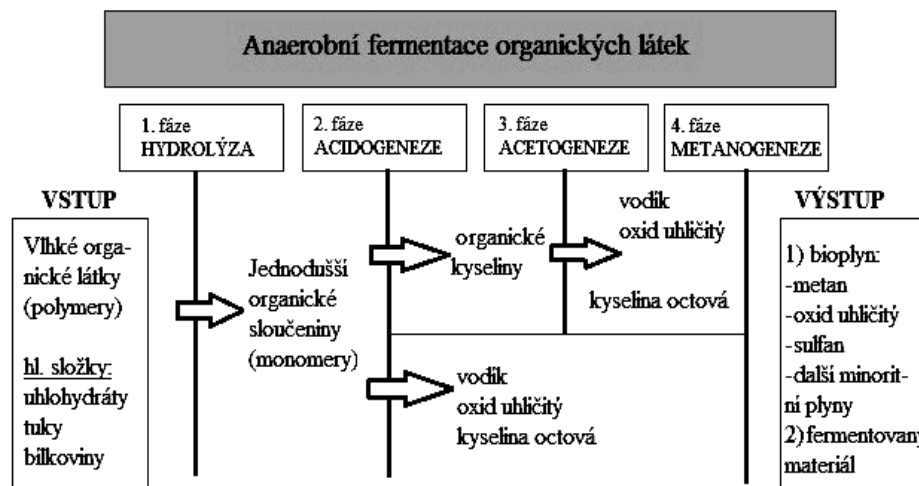 Anaerobní fermentace organických látek
1. fáze
HYDROLÝZA
2. fáze
ACIDOGENEZE
3. fáze
ACETOGENEZE
4. fáze
METANOGENEZE
VSTUP
Vlhké orga-
nické látky
(polymery)
hl. složky:
uhlohydráty
tuky
bílkoviny
Jednodušší
organické
sloučeniny
(monomery)
organické
kyseliny
vodík
oxid uhličitý
kyselina octová
vodík
oxid uhličitý
kyselina octová
VÝSTUP
1) bioplyn:
-metan
-oxid uhličitý
-sulfan
-další minorit-
ní plyny
2)fermentovaný
materiál